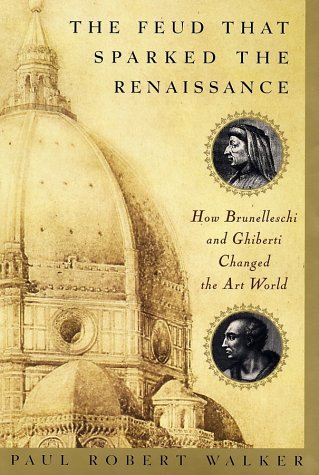 THE FEUD THAT
SPARKED THE
RENAISSANCE
How Brunelleschi
and Ghiberti
Changed
the Art World
PAUL ROBERT WALKER